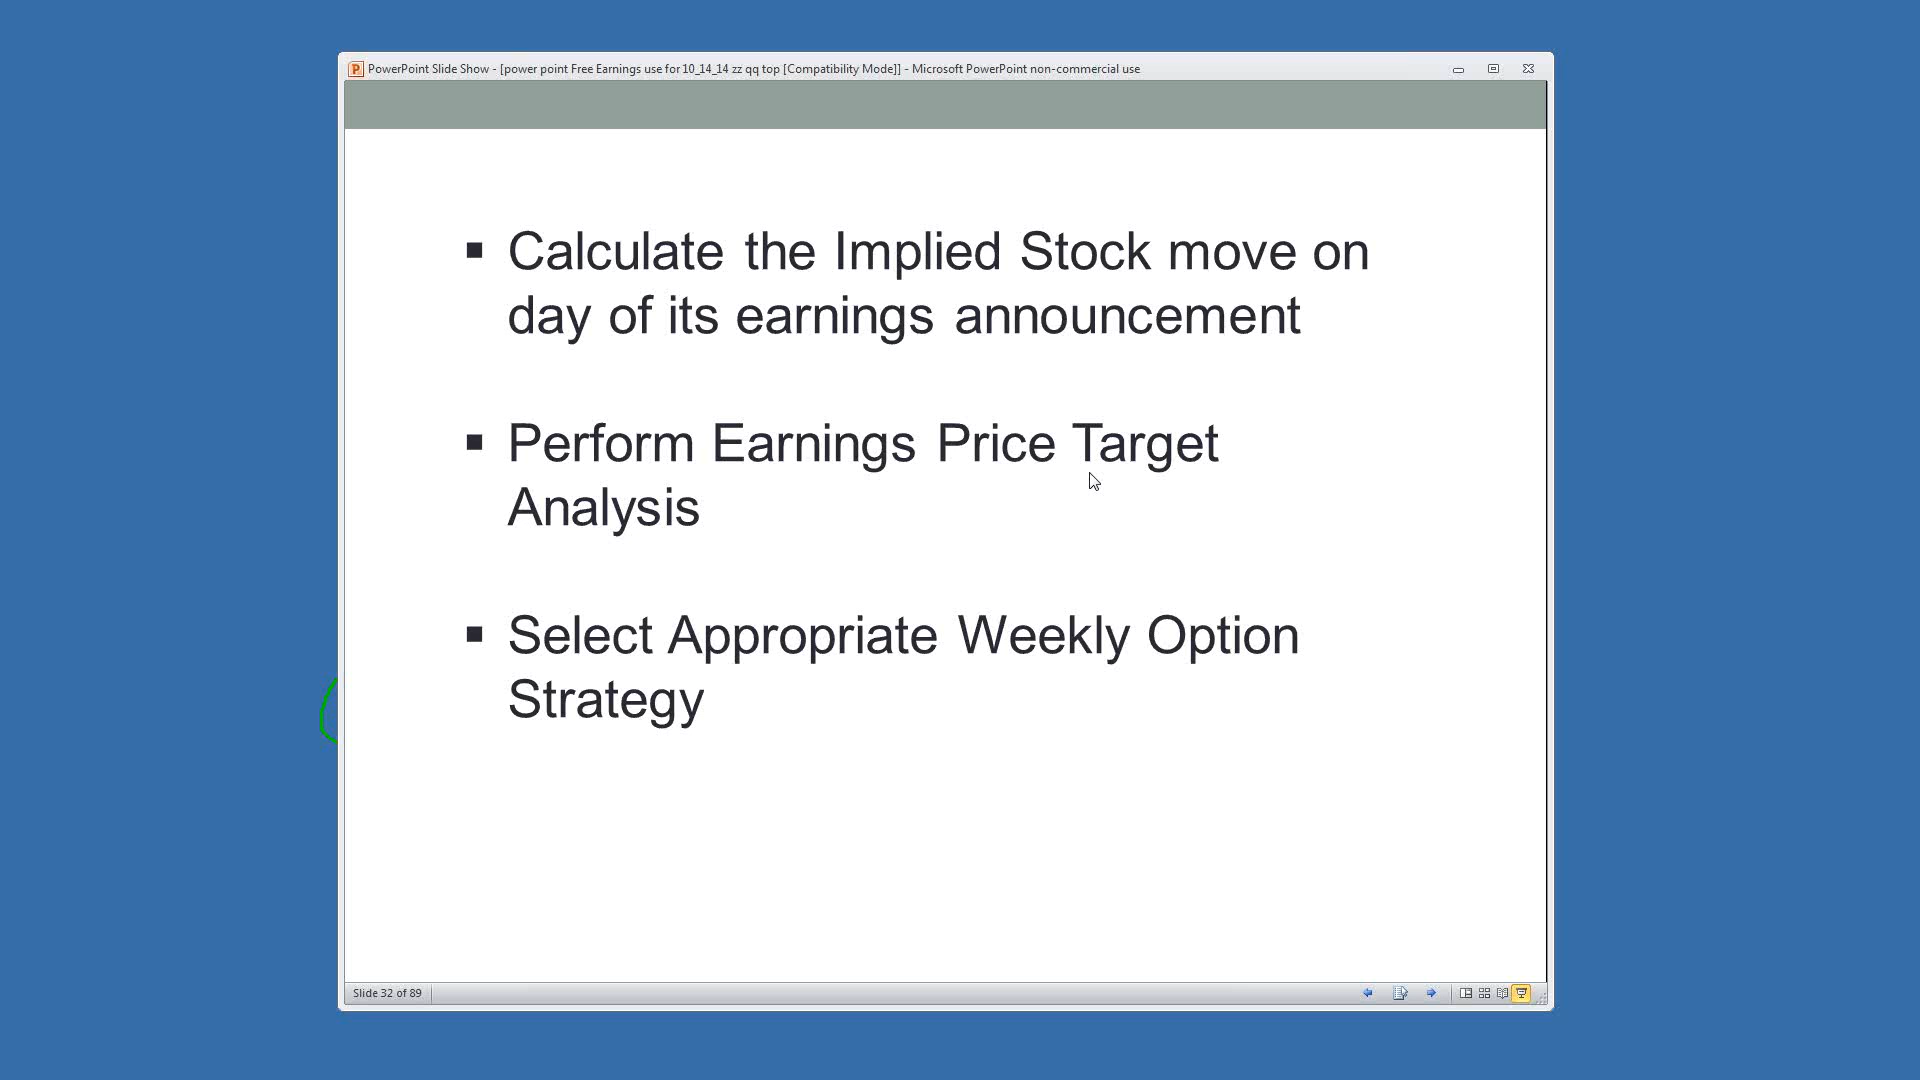 PowerPoint Slide Show - [power point Free Earnings use for 10_14_14 zz qq top [Compatibility Mode]] - Microsoft PowerPoint non-commercial use
▪ Calculate the Implied Stock move on
day of its earnings announcement
▪ Perform Earnings Price Target
Analysis
▪ Select Appropriate Weekly Option
Strategy
Slide 32 of 89